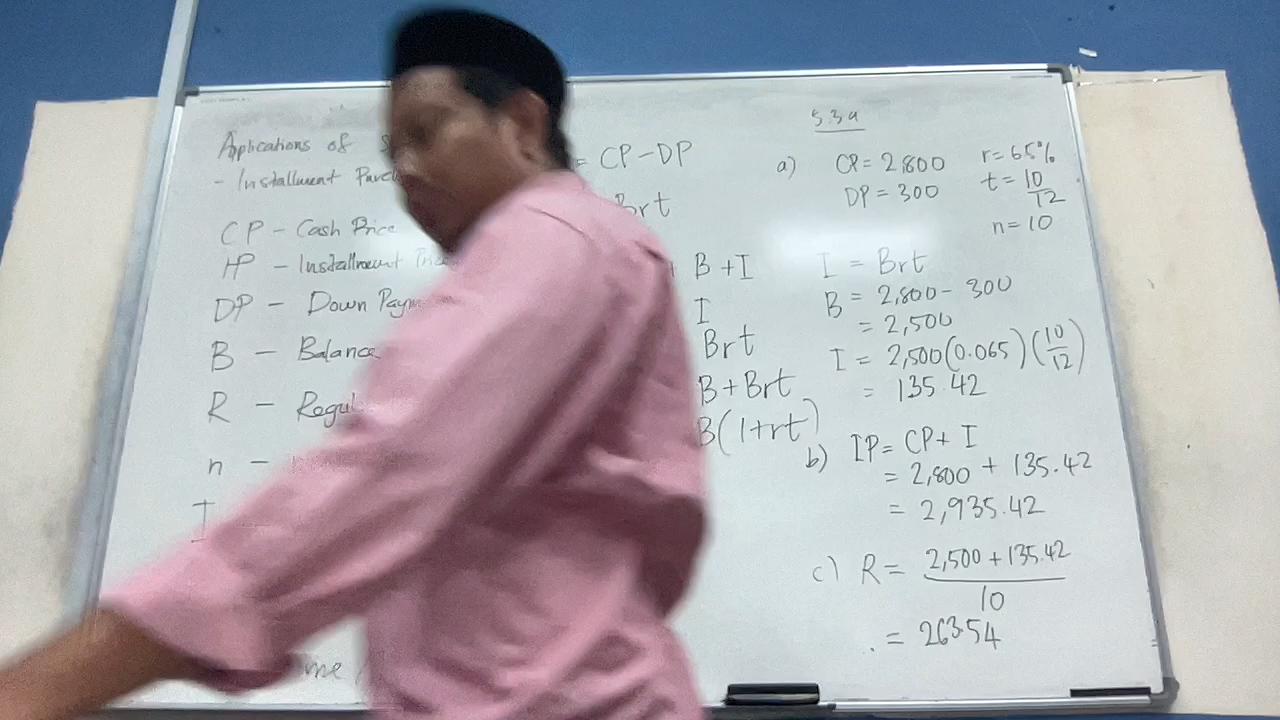 Applications of
- Installment
= CP-DP
Brt
CP - Cash Price
IP - Installment
DP - Down
B - Balance
R -
n -
I
B + I
I
Brt
B + Brt
B(1+rt)
5.3a
a) CP = 2,800 r = 6.5%
DP = 300 t = 10/12
n = 10
I = Brt
B = 2,800 - 300
= 2,500
I = 2,500(0.065)(10/12)
= 135.42
b) IP = CP + I
= 2,800 + 135.42
= 2,935.42
c) R = 2,500 + 135.42
10
= 263.54